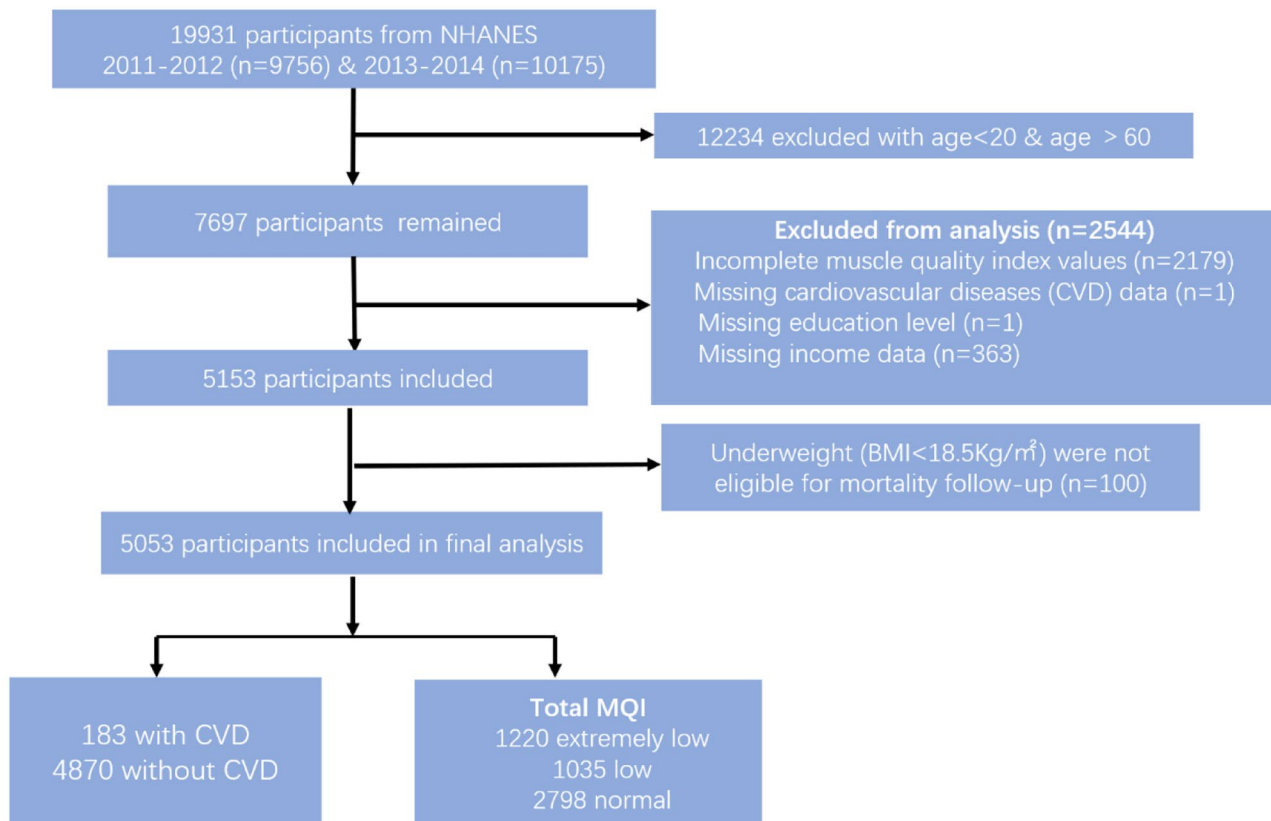 19931 participants from NHANES
2011-2012 (n=9756) & 2013-2014 (n=10175)
12234 excluded with age<20 & age > 60
7697 participants remained
Excluded from analysis (n=2544)
Incomplete muscle quality index values (n=2179)
Missing cardiovascular diseases (CVD) data (n=1)
Missing education level (n=1)
Missing income data (n=363)
5153 participants included
Underweight (BMI<18.5Kg/㎡) were not
eligible for mortality follow-up (n=100)
5053 participants included in final analysis
183 with CVD
4870 without CVD
Total MQI
1220 extremely low
1035 low
2798 normal